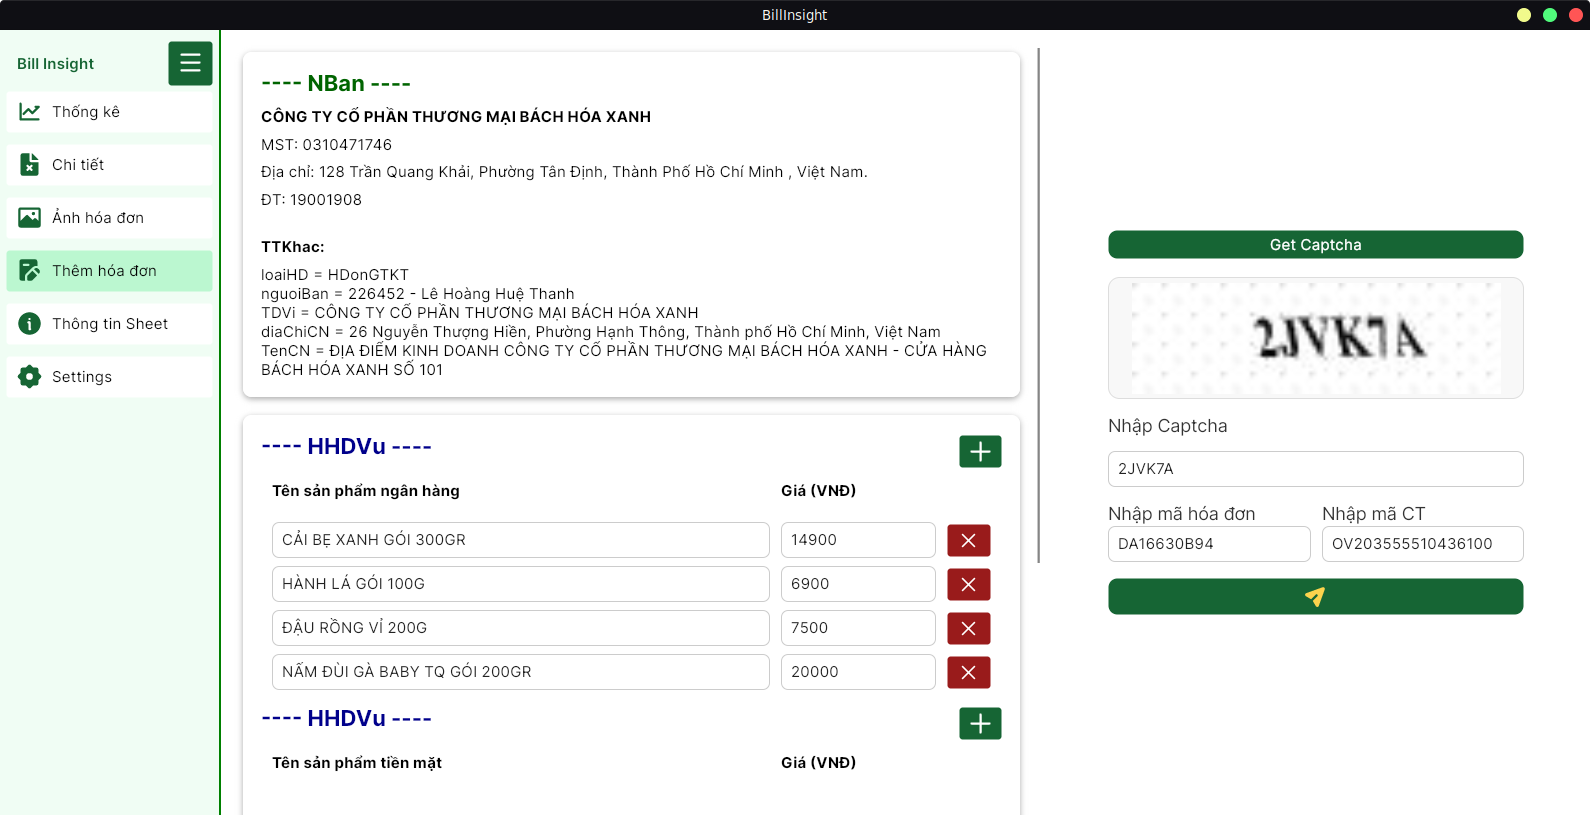 BillInsight
Bill Insight
Thống kê
Chi tiết
Ảnh hóa đơn
Thêm hóa đơn
Thông tin Sheet
Settings
---- NBan ----
CÔNG TY CỔ PHẦN THƯƠNG MẠI BÁCH HÓA XANH
MST: 0310471746
Địa chỉ: 128 Trần Quang Khải, Phường Tân Định, Thành Phố Hồ Chí Minh , Việt Nam.
ĐT: 19001908
TTKhac:
loaiHD = HDonGTKT
nguoiBan = 226452 - Lê Hoàng Huệ Thanh
TDVi = CÔNG TY CỔ PHẦN THƯƠNG MẠI BÁCH HÓA XANH
diaChiCN = 26 Nguyễn Thượng Hiền, Phường Hạnh Thông, Thành phố Hồ Chí Minh, Việt Nam
TenCN = ĐỊA ĐIỂM KINH DOANH CÔNG TY CỔ PHẦN THƯƠNG MẠI BÁCH HÓA XANH - CỬA HÀNG
BÁCH HÓA XANH SỐ 101
---- HHDVu ----
Tên sản phẩm ngân hàng Giá (VNĐ)
CẢI BẸ XANH GÓI 300GR 14900
HÀNH LÁ GÓI 100G 6900
ĐẬU RỒNG VỈ 200G 7500
NẤM ĐÙI GÀ BABY TQ GÓI 200GR 20000
---- HHDVu ----
Tên sản phẩm tiền mặt Giá (VNĐ)
Get Captcha
2JVK7A
Nhập Captcha
2JVK7A
Nhập mã hóa đơn Nhập mã CT
DA16630B94 OV203555510436100